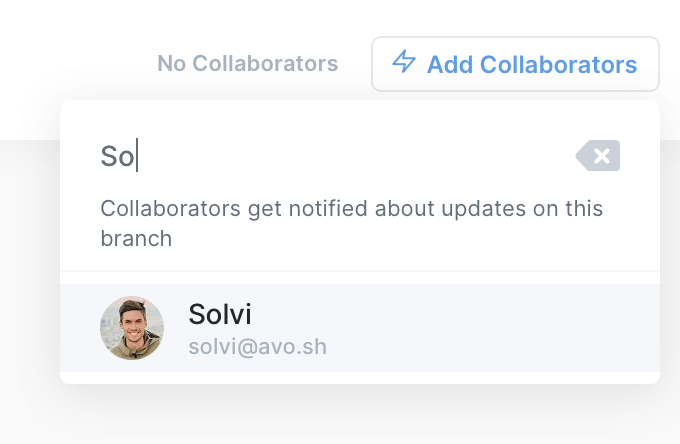 No Collaborators
Add Collaborators
So
Collaborators get notified about updates on this
branch
Solvi
solvi@avo.sh